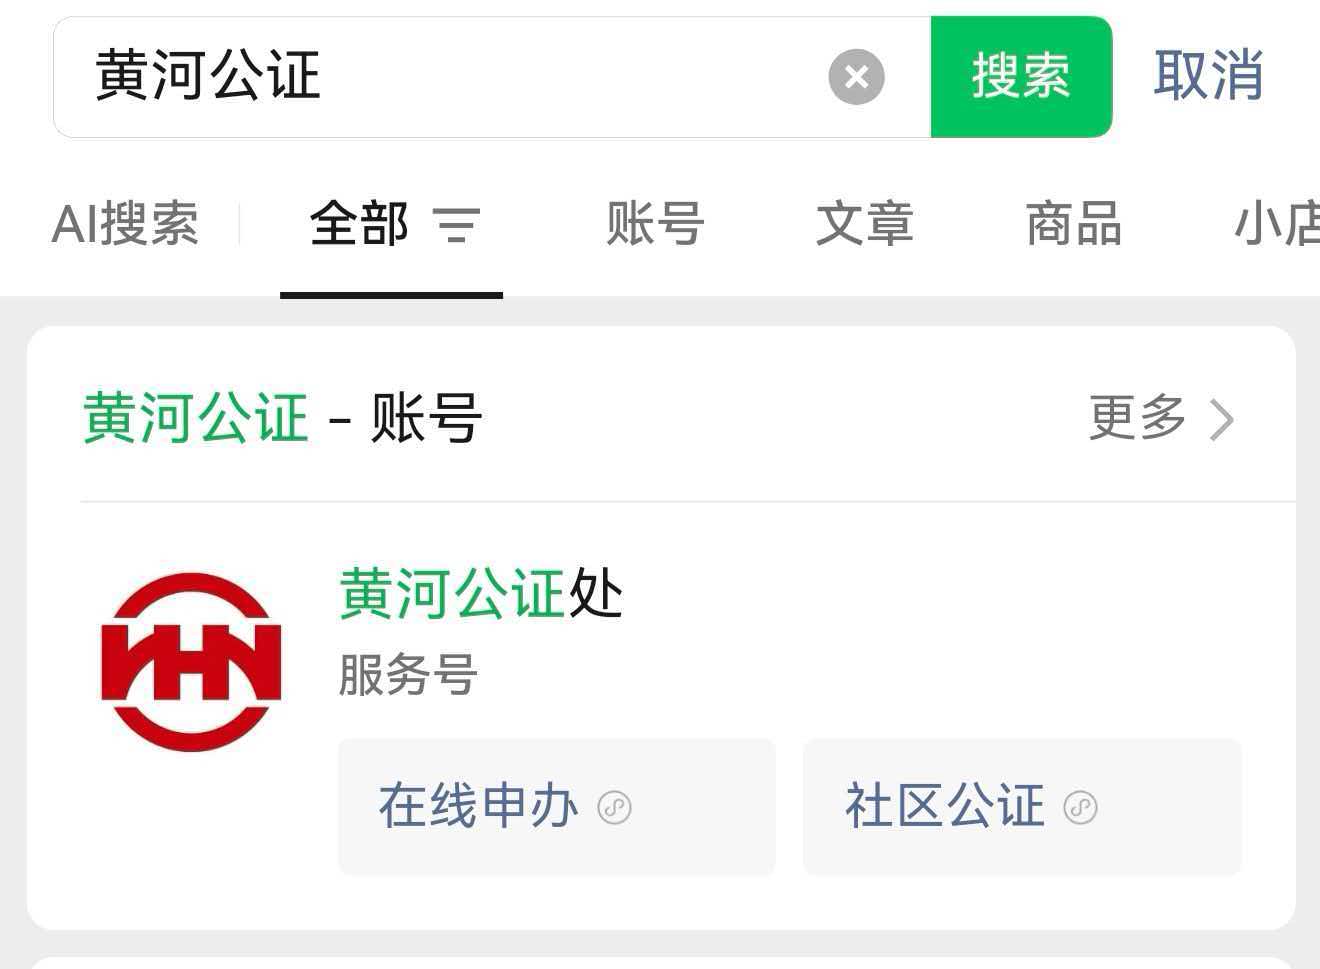 黄河公证 搜索 取消
AI搜索 全部 账号 文章 商品 小店
黄河公证 - 账号 更多
黄河公证处
服务号
在线申办 社区公证